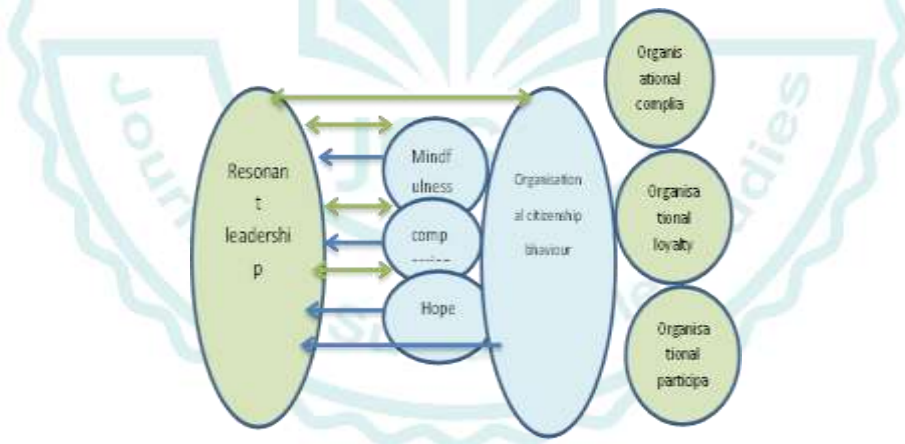 Organis
ational
complia
Resonan
t
leadershi
p
Mindf
ulness
comp
Hope
Organisation
al citizenship
bhaviour
Organisa
tional
loyalty
Organisa
tional
participa